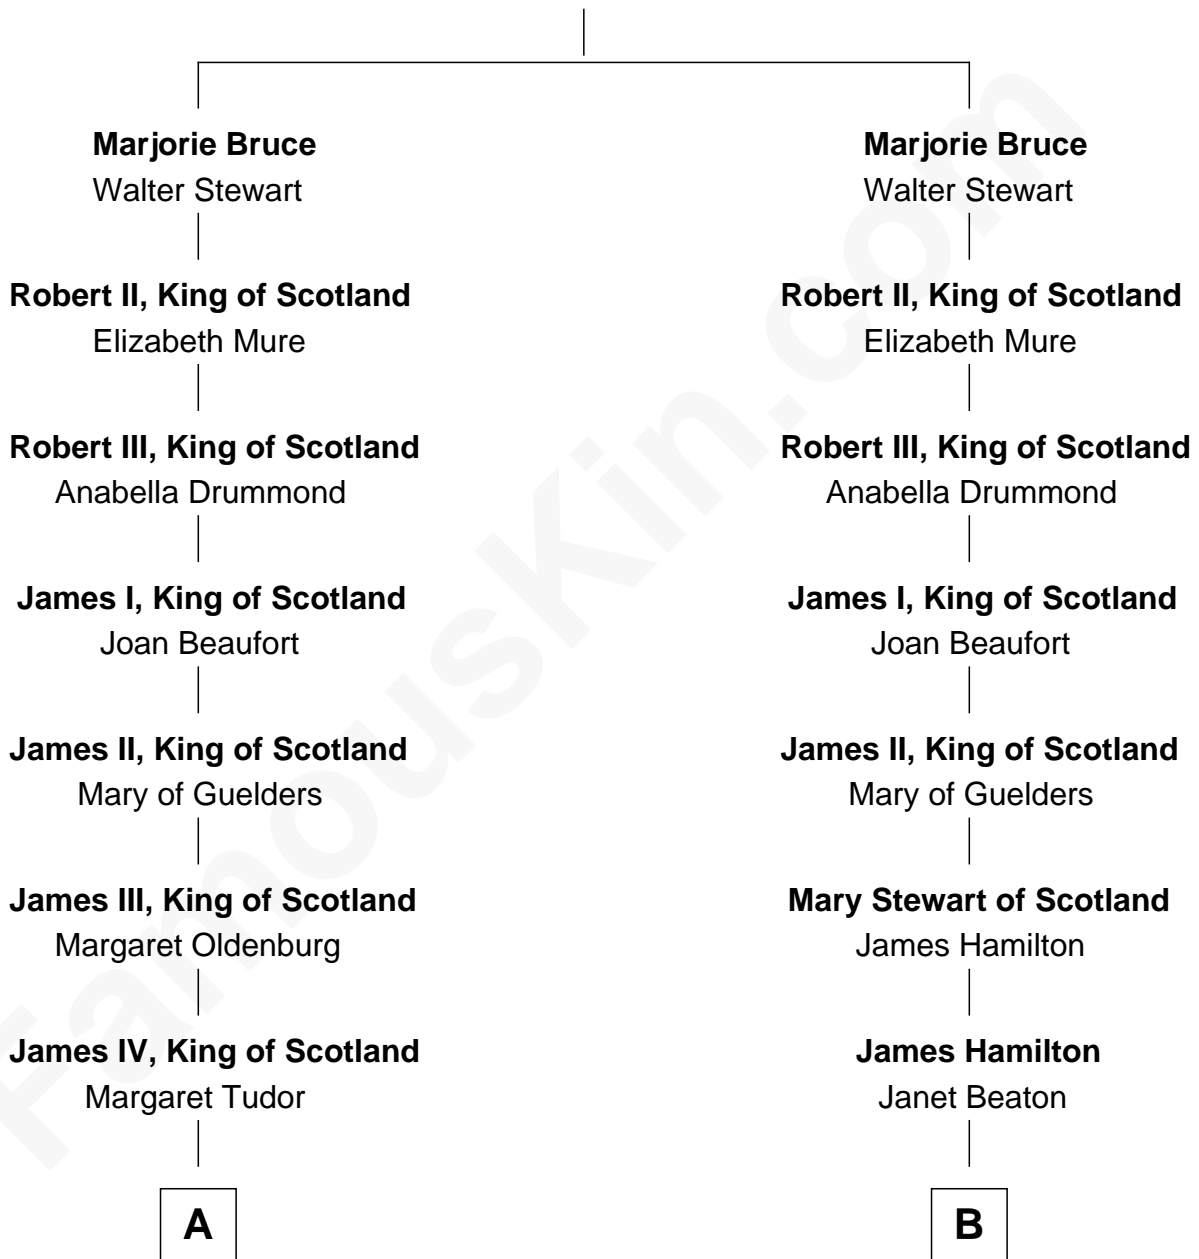 Marjorie Bruce
Walter Stewart
Robert II, King of Scotland
Elizabeth Mure
Robert III, King of Scotland
Anabella Drummond
James I, King of Scotland
Joan Beaufort
James II, King of Scotland
Mary of Guelders
James III, King of Scotland
Margaret Oldenburg
James IV, King of Scotland
Margaret Tudor
A
Marjorie Bruce
Walter Stewart
Robert II, King of Scotland
Elizabeth Mure
Robert III, King of Scotland
Anabella Drummond
James I, King of Scotland
Joan Beaufort
James II, King of Scotland
Mary of Guelders
Mary Stewart of Scotland
James Hamilton
James Hamilton
Janet Beaton
B
FamousKin.com